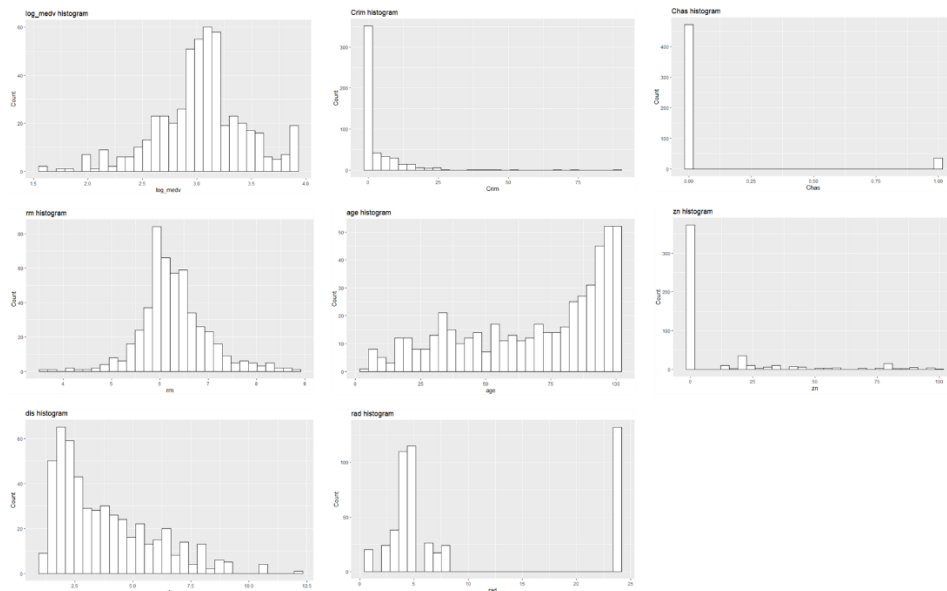 log_medv histogram
Count
60
40
20
0
1.5 2.0 2.5 3.0 3.5 4.0
log_medv
Crim histogram
Count
300
200
100
0
0 25 50 75
Crim
Chas histogram
Count
400
300
200
100
0
0.00 0.25 0.50 0.75 1.00
Chas
rm histogram
Count
80
60
40
20
0
4 5 6 7 8 9
rm
age histogram
Count
50
40
30
20
10
0
0 25 50 75 100
age
zn histogram
Count
300
200
100
0
0 25 50 75 100
zn
dis histogram
Count
60
40
20
0
2.5 7.5 10.0 12.5
rad histogram
Count
100
50
0
0 5 10 15 20 25
rad